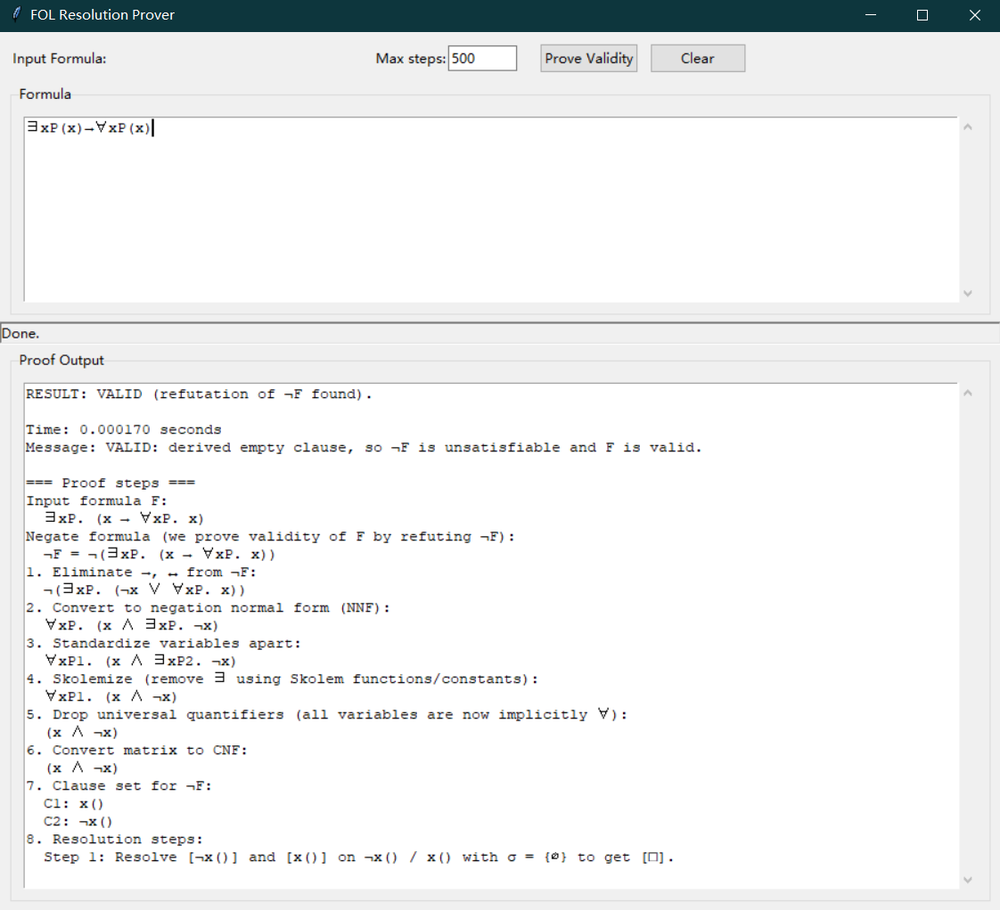 FOL Resolution Prover
Input Formula: Max steps: 500 Prove Validity Clear
Formula
∃xP(x)→∀xP(x)
Done.
Proof Output
RESULT: VALID (refutation of ¬F found).
Time: 0.000170 seconds
Message: VALID: derived empty clause, so ¬F is unsatisfiable and F is valid.
=== Proof steps ===
Input formula F:
∃xP. (x → ∀xP. x)
Negate formula (we prove validity of F by refuting ¬F):
¬F = ¬(∃xP. (x → ∀xP. x))
1. Eliminate →, ↔ from ¬F:
¬(∃xP. (¬x ∨ ∀xP. x))
2. Convert to negation normal form (NNF):
∀xP. (x ∧ ∃xP. ¬x)
3. Standardize variables apart:
∀xP1. (x ∧ ∃xP2. ¬x)
4. Skolemize (remove ∃ using Skolem functions/constants):
∀xP1. (x ∧ ¬x)
5. Drop universal quantifiers (all variables are now implicitly ∀):
(x ∧ ¬x)
6. Convert matrix to CNF:
(x ∧ ¬x)
7. Clause set for ¬F:
C1: x()
C2: ¬x()
8. Resolution steps:
Step 1: Resolve [¬x()] and [x()] on ¬x() / x() with σ = {∅} to get [□].